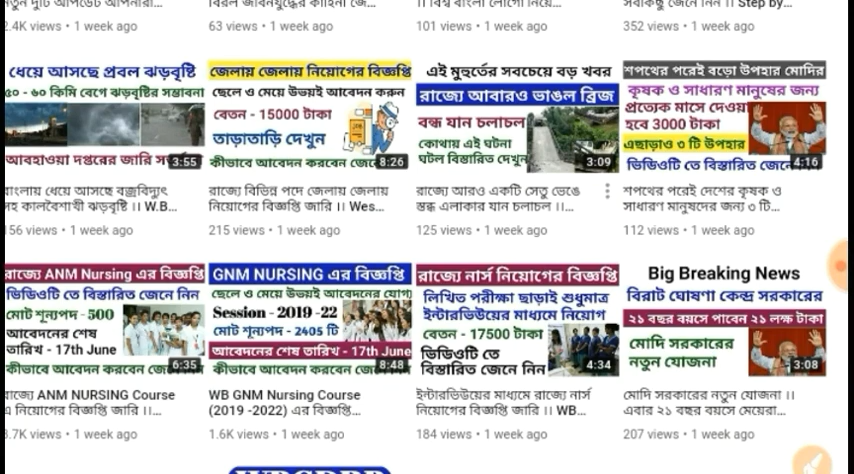 নতুন দুটি আপডেট আপনারা...
2.4K views • 1 week ago
বিরল জীবনযুদ্ধের কাহিনী জে...
63 views • 1 week ago
।। বিশ্ব বাংলা লোগো নিয়ে...
101 views • 1 week ago
সবকিছু জেনে নিন ।। Step by...
352 views • 1 week ago
ধেয়ে আসছে প্রবল ঝড়বৃষ্টি
৫০ - ৬০ কিমি বেগে ঝড়বৃষ্টির সম্ভাবনা
আবহাওয়া দপ্তরের জারি
3:55
বাংলায় ধেয়ে আসছে বজ্রবিদ্যুৎ
সহ কালবৈশাখী ঝড়বৃষ্টি ।। W.B...
156 views • 1 week ago
জেলায় জেলায় নিয়োগের বিজ্ঞপ্তি
ছেলে ও মেয়ে উভয়ই আবেদন করুন
বেতন - 15000 টাকা
তাড়াতাড়ি দেখুন
কীভাবে আবেদন করবেন জেনে
8:26
রাজ্যে বিভিন্ন পদে জেলায় জেলায়
নিয়োগের বিজ্ঞপ্তি জারি ।। Wes...
215 views • 1 week ago
এই মুহুর্তের সবচেয়ে বড় খবর
রাজ্যে আবারও ভাঙল ব্রিজ
বন্ধ যান চলাচল
কোথায় এই ঘটনা
ঘটল বিস্তারিত দেখুন
3:09
রাজ্যে আরও একটি সেতু ভেঙে
স্তব্ধ এলাকার যান চলাচল ।।...
125 views • 1 week ago
শপথের পরেই বড়ো উপহার মোদির
কৃষক ও সাধারণ মানুষের জন্য
প্রত্যেক মাসে দেওয়া
হবে 3000 টাকা
এছাড়াও ৩ টি উপহার
ভিডিওটি তে বিস্তারিত জেনে
4:16
শপথের পরেই দেশের কৃষক ও
সাধারণ মানুষদের জন্য ৩ টি...
112 views • 1 week ago
রাজ্যে ANM Nursing এর বিজ্ঞপ্তি
ভিডিওটি তে বিস্তারিত জেনে নিন
মোট শূন্যপদ -500
আবেদনের শেষ
তারিখ - 17th June
কীভাবে আবেদন করবেন জেনে
6:35
রাজ্যে ANM NURSING Course
এ নিয়োগের বিজ্ঞপ্তি জারি ।।...
3.7K views • 1 week ago
GNM NURSING এর বিজ্ঞপ্তি
ছেলে ও মেয়ে উভয়ই আবেদনের যোগ্য
Session - 2019 -22
মোট শূন্যপদ - 2405 টি
আবেদনের শেষ তারিখ - 17th June
কীভাবে আবেদন করবেন জেনে
8:48
WB GNM Nursing Course
(2019 -2022) এর বিজ্ঞপ্তি...
1.6K views • 1 week ago
রাজ্যে নার্স নিয়োগের বিজ্ঞপ্তি
লিখিত পরীক্ষা ছাড়াই শুধুমাত্র
ইন্টারভিউয়ের মাধ্যমে নিয়োগ
বেতন - 17500 টাকা
ভিডিওটি তে
বিস্তারিত জেনে নিন
4:34
ইন্টারভিউয়ের মাধ্যমে রাজ্যে নার্স
নিয়োগের বিজ্ঞপ্তি জারি ।। WB...
184 views • 1 week ago
Big Breaking News
বিরাট ঘোষণা কেন্দ্র সরকারের
২১ বছর বয়সে পাবেন ২১ লক্ষ টাকা
মোদি সরকারের
নতুন যোজনা
3:08
মোদি সরকারের নতুন যোজনা ।।
এবার ২১ বছর বয়সে মেয়েরা...
207 views • 1 week ago